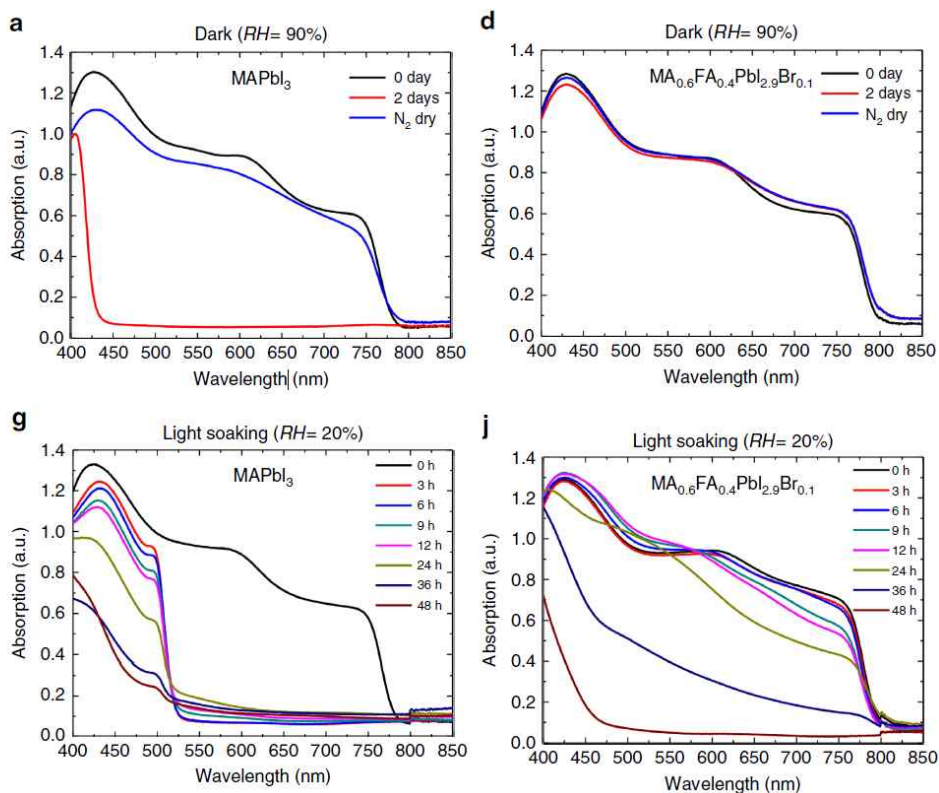 a
Dark (RH= 90%)
MAPbI₃
0 day
2 days
N₂ dry
Absorption (a.u.)
1.4
1.2
1.0
0.8
0.6
0.4
0.2
0.0
400 450 500 550 600 650 700 750 800 850
Wavelength (nm)
d
Dark (RH= 90%)
MA₀.₆FA₀.₄PbI₂.₉Br₀.₁
0 day
2 days
N₂ dry
Absorption (a.u.)
1.4
1.2
1.0
0.8
0.6
0.4
0.2
0.0
400 450 500 550 600 650 700 750 800 850
Wavelength (nm)
g
Light soaking (RH= 20%)
MAPbI₃
0 h
3 h
6 h
9 h
12 h
24 h
36 h
48 h
Absorption (a.u.)
1.4
1.2
1.0
0.8
0.6
0.4
0.2
0.0
400 450 500 550 600 650 700 750 800 850
Wavelength (nm)
j
Light soaking (RH= 20%)
MA₀.₆FA₀.₄PbI₂.₉Br₀.₁
0 h
3 h
6 h
9 h
12 h
24 h
36 h
48 h
Absorption (a.u.)
1.4
1.2
1.0
0.8
0.6
0.4
0.2
0.0
400 450 500 550 600 650 700 750 800 850
Wavelength (nm)